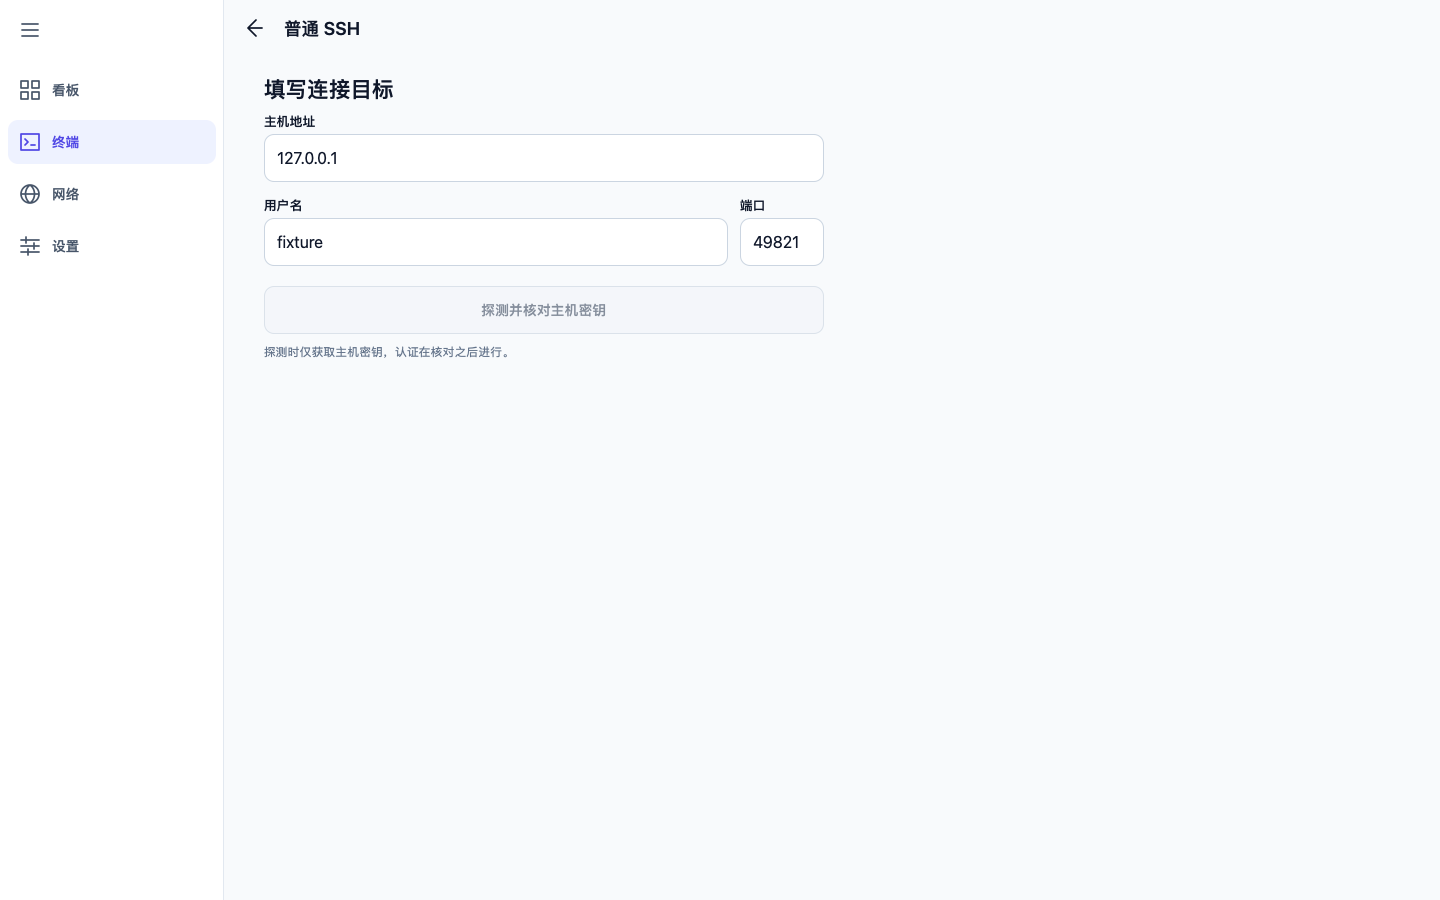 普通 SSH
看板
终端
网络
设置
填写连接目标
主机地址
127.0.0.1
用户名 端口
fixture 49821
探测并核对主机密钥
探测时仅获取主机密钥，认证在核对之后进行。